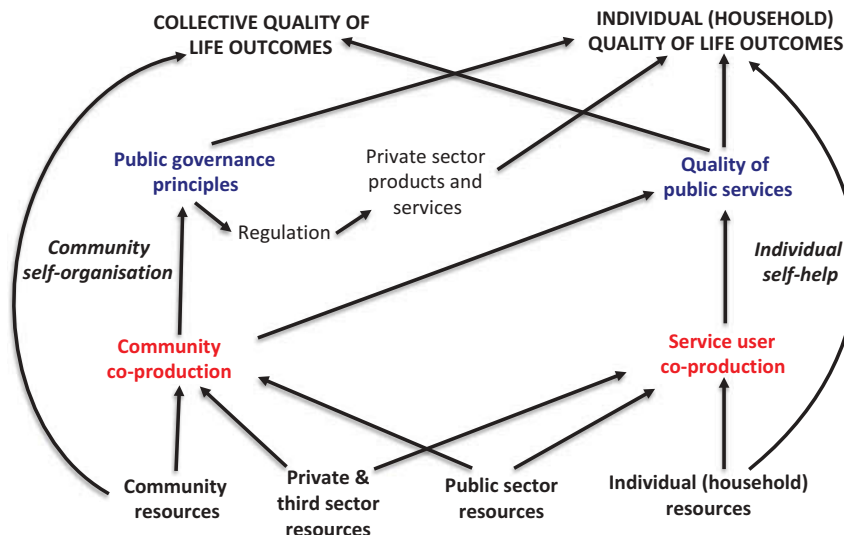 COLLECTIVE QUALITY OF
LIFE OUTCOMES
INDIVIDUAL (HOUSEHOLD)
QUALITY OF LIFE OUTCOMES
Public governance
principles
Private sector
products and
services
Quality of
public services
Regulation
Community
self-organisation
Individual
self-help
Community
co-production
Service user
co-production
Community
resources
Private &
third sector
resources
Public sector
resources
Individual (household)
resources